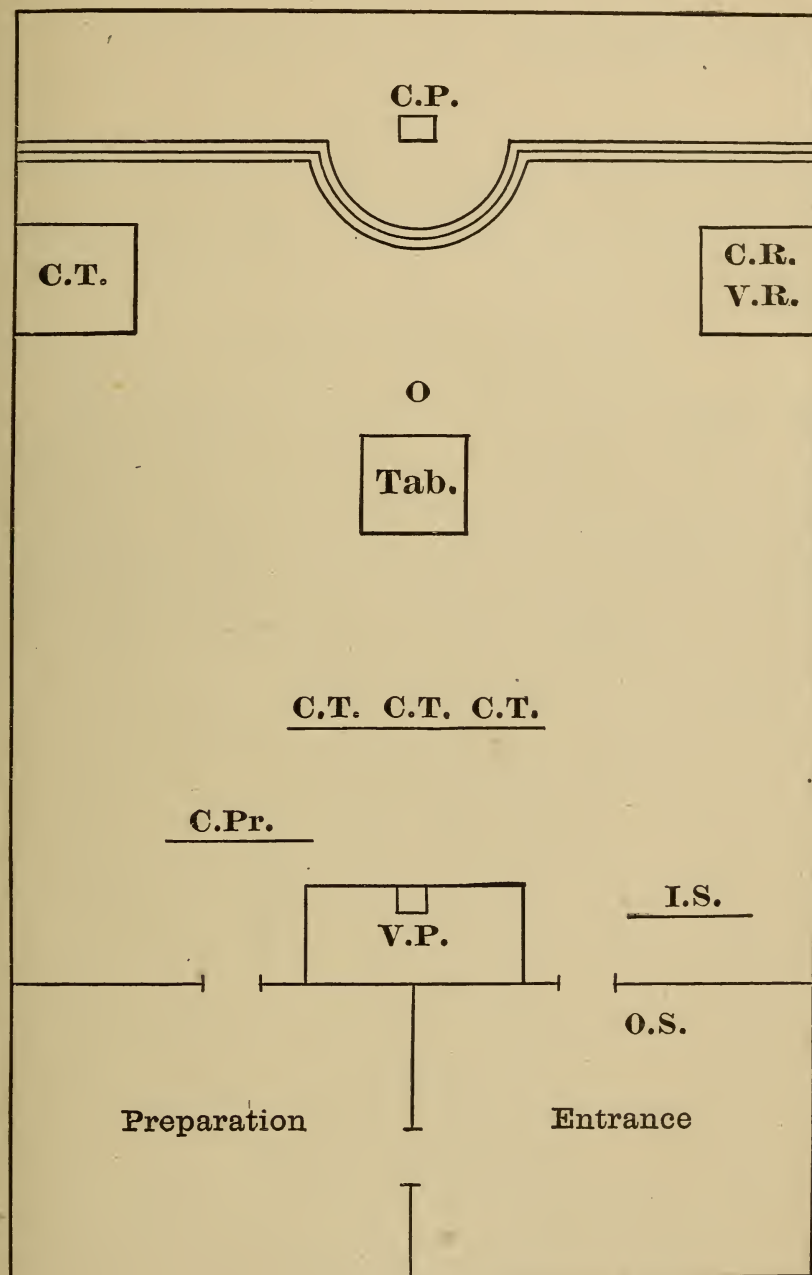 C.P.
C.T.
C.R.
V.R.
O
Tab.
C.T. C.T. C.T.
C.Pr.
I.S.
V.P.
O.S.
Preparation
Entrance